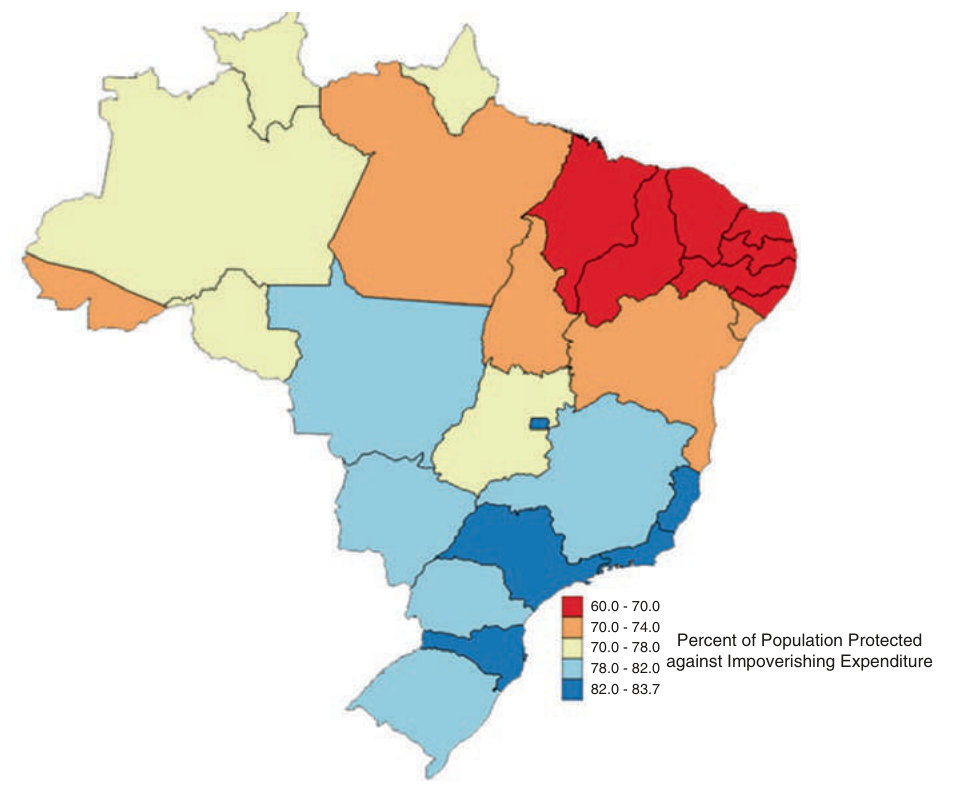 60.0 - 70.0
70.0 - 74.0
70.0 - 78.0
78.0 - 82.0
82.0 - 83.7
Percent of Population Protected
against Impoverishing Expenditure